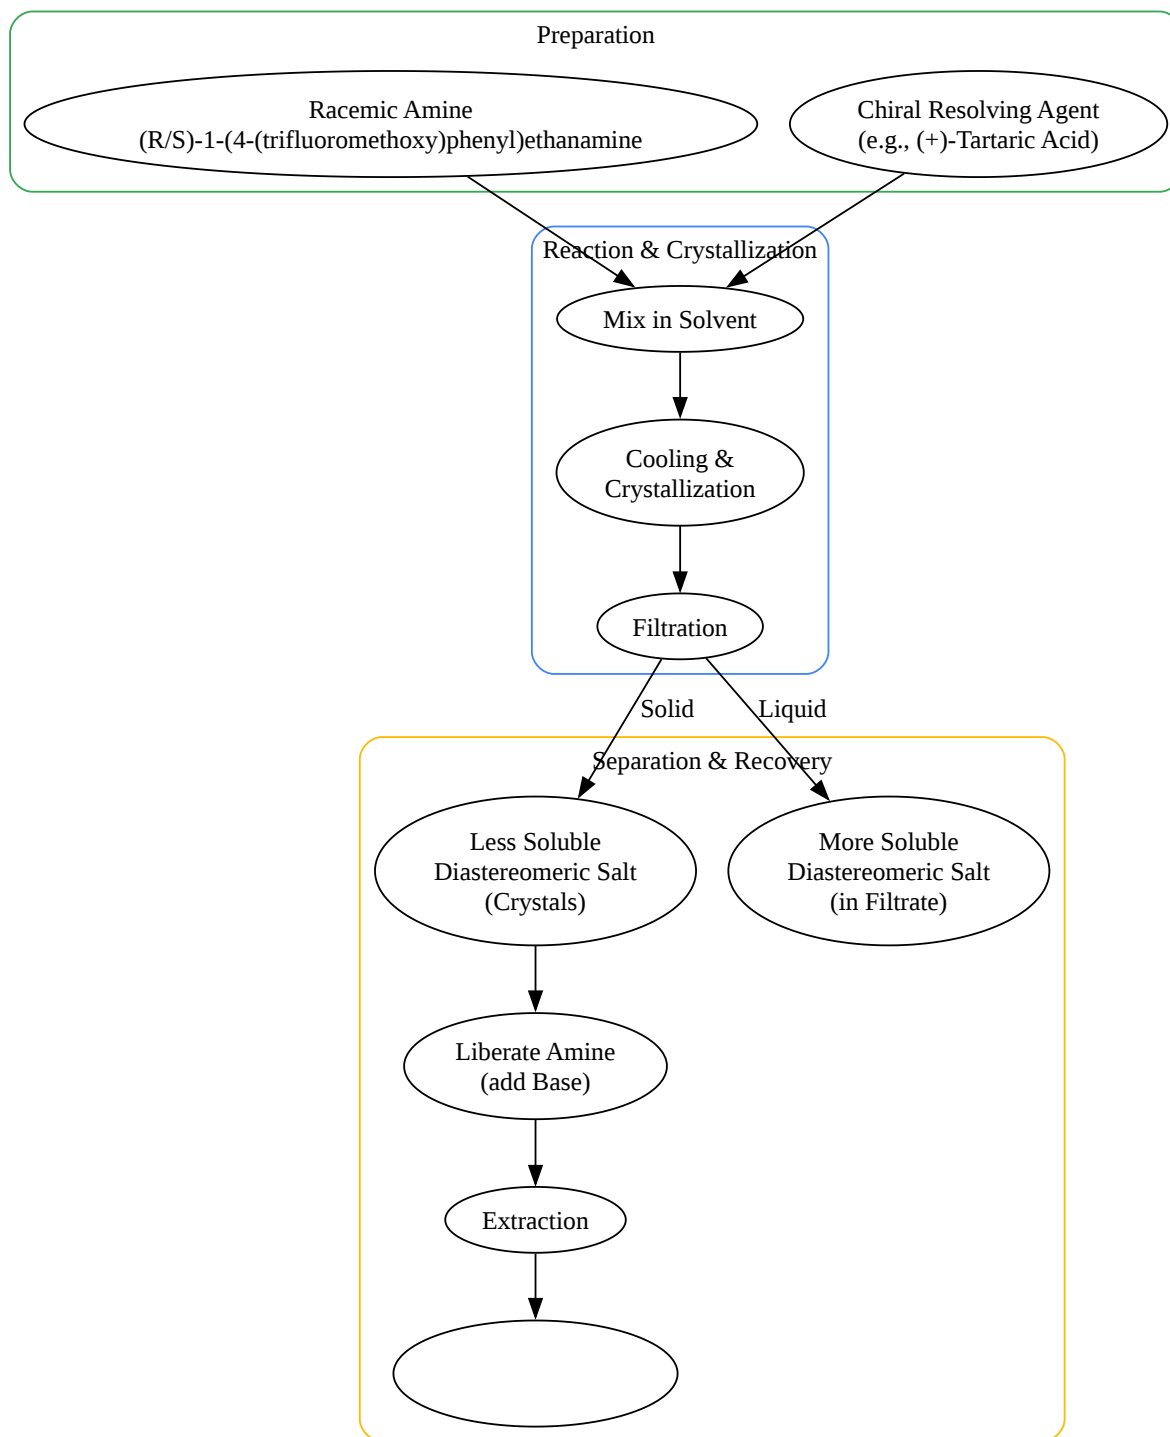 Preparation
Racemic Amine
(R/S)-1-(4-(trifluoromethoxy)phenyl)ethanamine
Chiral Resolving Agent
(e.g., (+)-Tartaric Acid)
Reaction & Crystallization
Mix in Solvent
Cooling &
Crystallization
Filtration
Solid
Liquid
Separation & Recovery
Less Soluble
Diastereomeric Salt
(Crystals)
More Soluble
Diastereomeric Salt
(in Filtrate)
Liberate Amine
(add Base)
Extraction